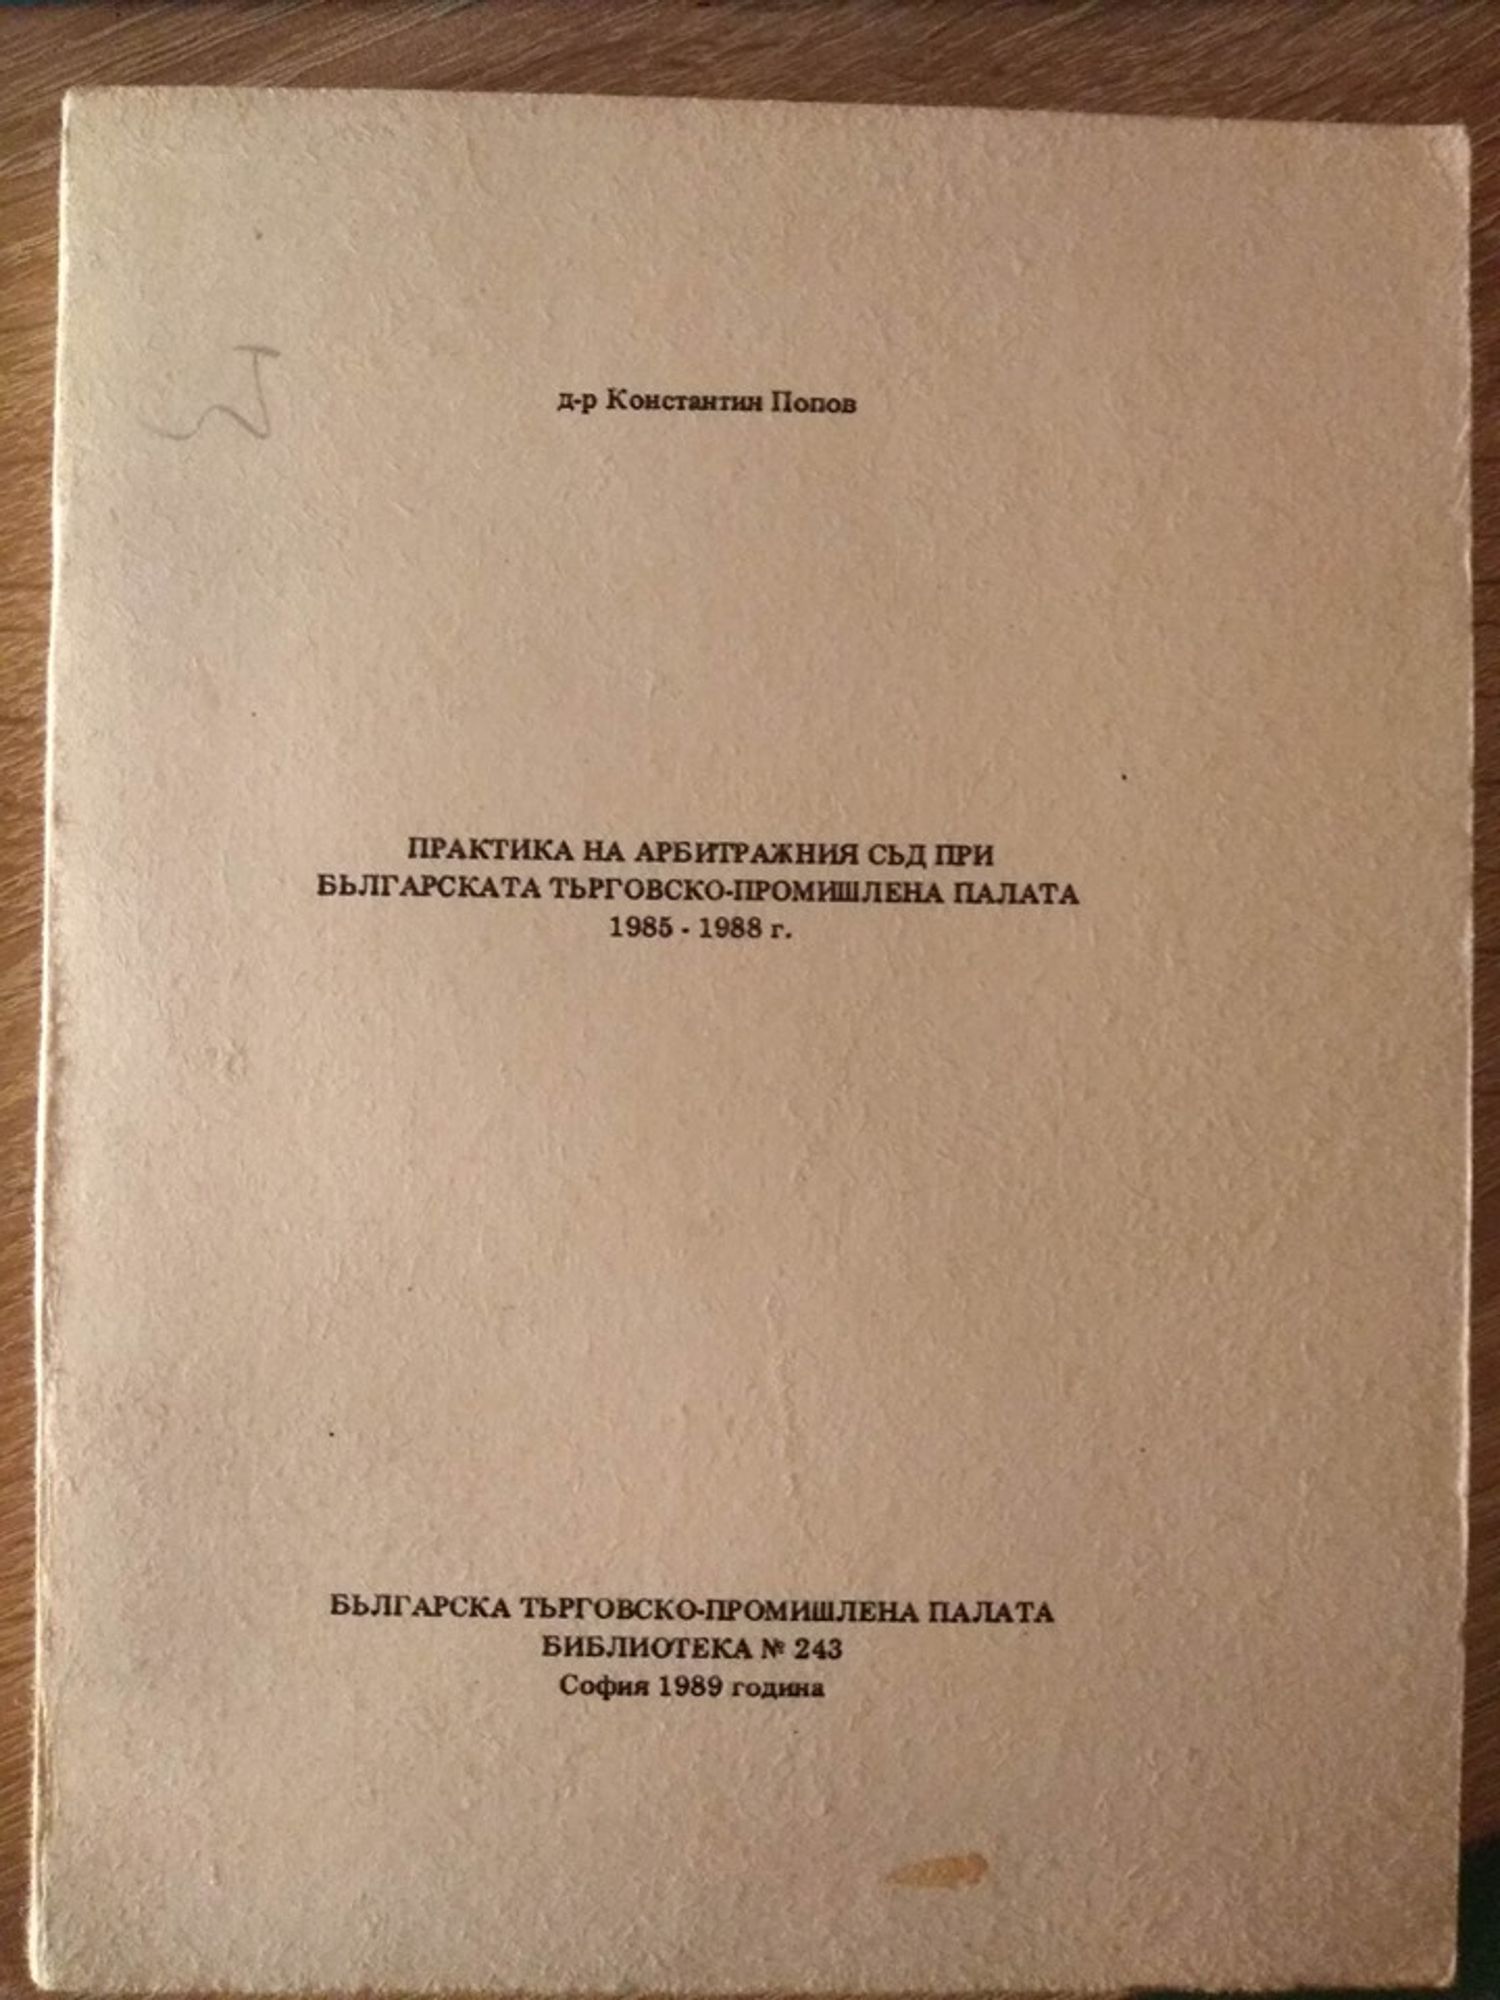 д-р Константин Попов
ПРАКТИКА НА АРБИТРАЖНИЯ СЪД ПРИ
БЪЛГАРСКАТА ТЪРГОВСКО-ПРОМИШЛЕНА ПАЛАТА
1985 - 1988 г.
БЪЛГАРСКА ТЪРГОВСКО-ПРОМИШЛЕНА ПАЛАТА
БИБЛИОТЕКА № 243
София 1989 година